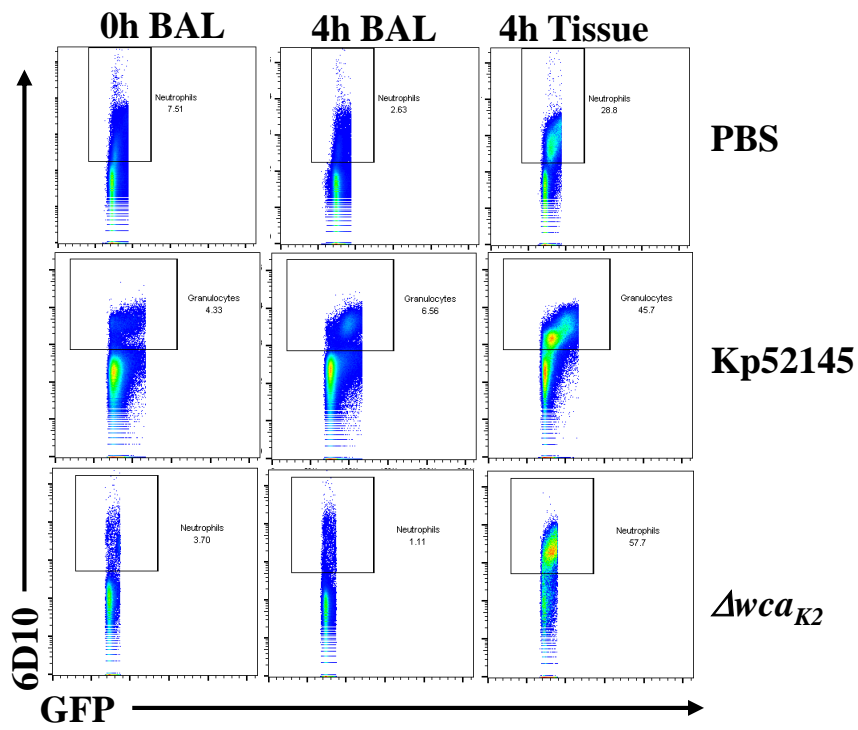 0h BAL 4h BAL 4h Tissue
Neutrophils
7.51
Neutrophils
2.63
Neutrophils
28.8
PBS
Granulocytes
4.33
Granulocytes
6.56
Granulocytes
45.7
Kp52145
Neutrophils
3.70
Neutrophils
1.11
Neutrophils
57.7
ΔwcaK2
6D10
GFP